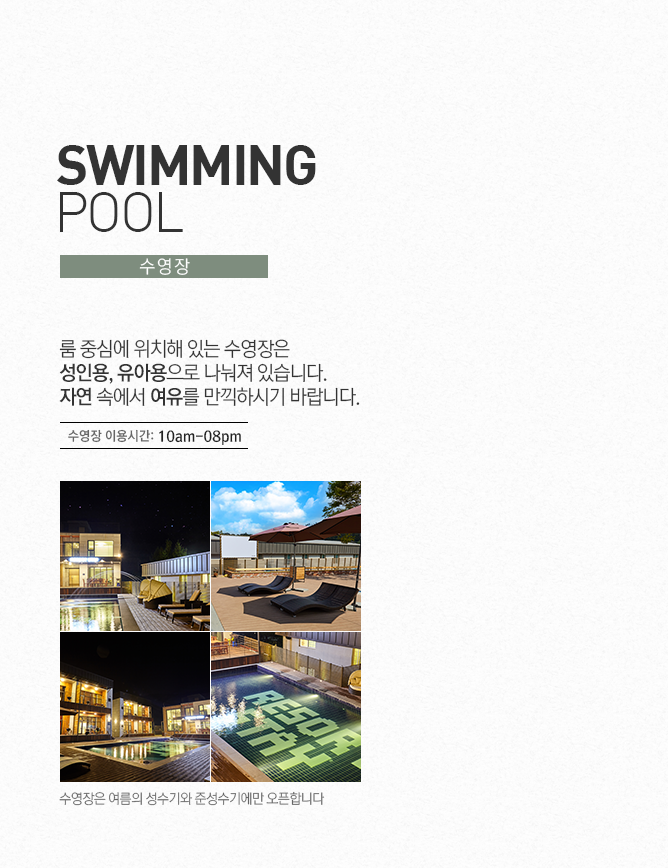 SWIMMING
POOL
수영장
룸 중심에 위치해 있는 수영장은
성인용, 유아용으로 나눠져 있습니다.
자연 속에서 여유를 만끽하시기 바랍니다.
수영장 이용시간: 10am-08pm
RESORT
수영장은 여름의 성수기와 준성수기에만 오픈합니다